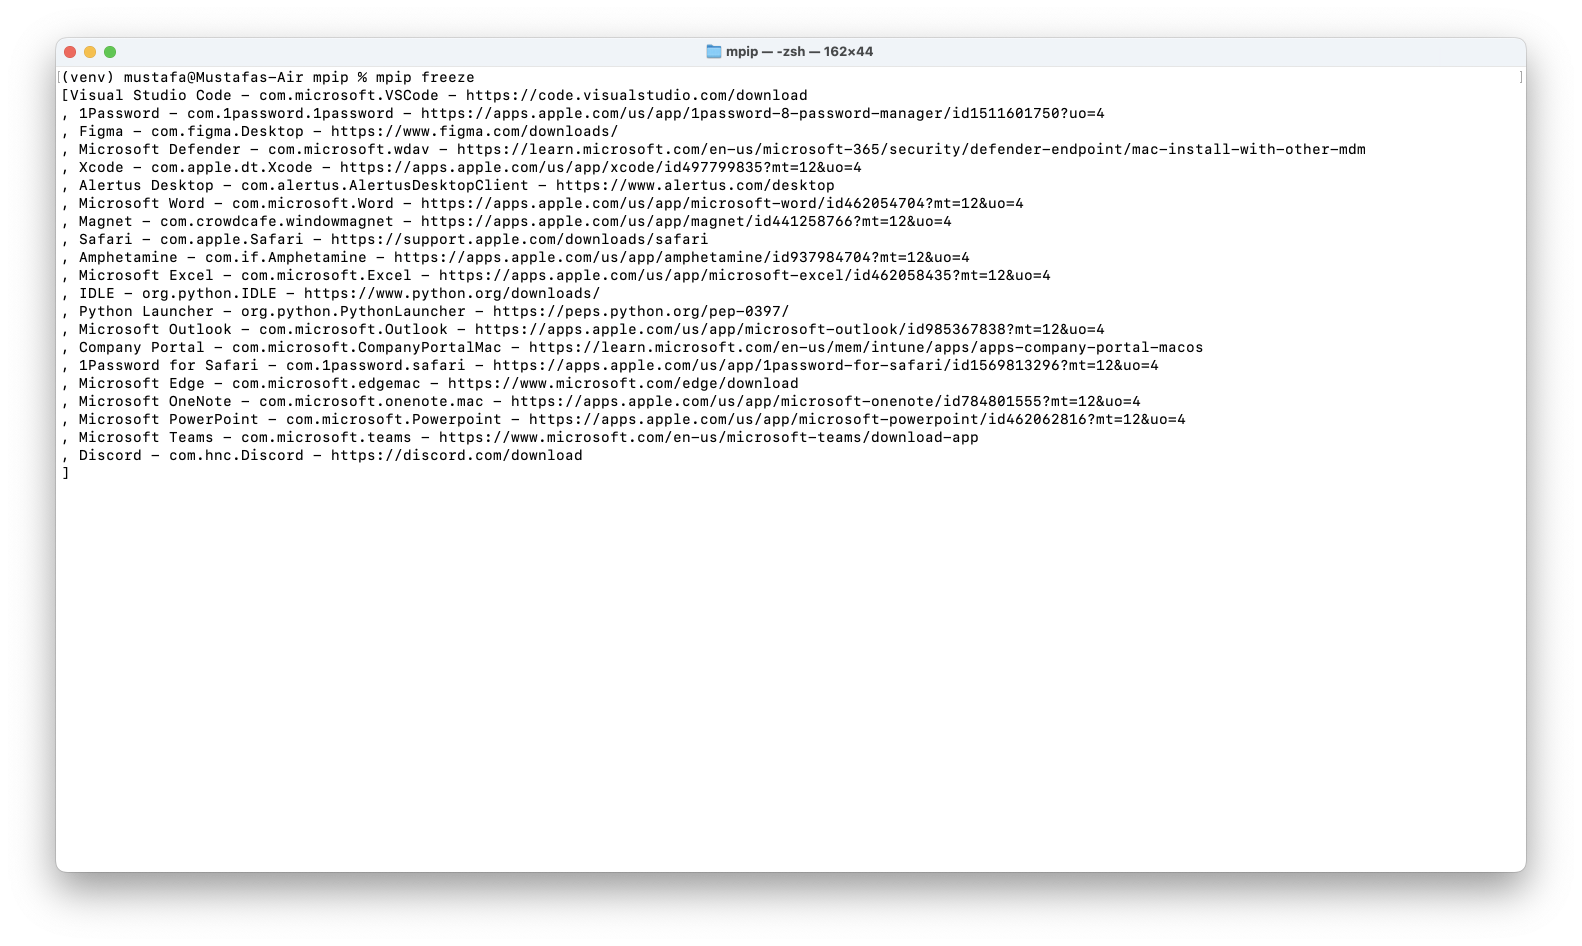 mpip — -zsh — 162×44
(venv) mustafa@Mustafas-Air mpip % mpip freeze
[Visual Studio Code - com.microsoft.VSCode - https://code.visualstudio.com/download
, 1Password - com.1password.1password - https://apps.apple.com/us/app/1password-8-password-manager/id1511601750?uo=4
, Figma - com.figma.Desktop - https://www.figma.com/downloads/
, Microsoft Defender - com.microsoft.wdav - https://learn.microsoft.com/en-us/microsoft-365/security/defender-endpoint/mac-install-with-other-mdm
, Xcode - com.apple.dt.Xcode - https://apps.apple.com/us/app/xcode/id497799835?mt=12&uo=4
, Alertus Desktop - com.alertus.AlertusDesktopClient - https://www.alertus.com/desktop
, Microsoft Word - com.microsoft.Word - https://apps.apple.com/us/app/microsoft-word/id462054704?mt=12&uo=4
, Magnet - com.crowdcafe.windowmagnet - https://apps.apple.com/us/app/magnet/id441258766?mt=12&uo=4
, Safari - com.apple.Safari - https://support.apple.com/downloads/safari
, Amphetamine - com.if.Amphetamine - https://apps.apple.com/us/app/amphetamine/id937984704?mt=12&uo=4
, Microsoft Excel - com.microsoft.Excel - https://apps.apple.com/us/app/microsoft-excel/id462058435?mt=12&uo=4
, IDLE - org.python.IDLE - https://www.python.org/downloads/
, Python Launcher - org.python.PythonLauncher - https://peps.python.org/pep-0397/
, Microsoft Outlook - com.microsoft.Outlook - https://apps.apple.com/us/app/microsoft-outlook/id985367838?mt=12&uo=4
, Company Portal - com.microsoft.CompanyPortalMac - https://learn.microsoft.com/en-us/mem/intune/apps/apps-company-portal-macos
, 1Password for Safari - com.1password.safari - https://apps.apple.com/us/app/1password-for-safari/id1569813296?mt=12&uo=4
, Microsoft Edge - com.microsoft.edgemac - https://www.microsoft.com/edge/download
, Microsoft OneNote - com.microsoft.onenote.mac - https://apps.apple.com/us/app/microsoft-onenote/id784801555?mt=12&uo=4
, Microsoft PowerPoint - com.microsoft.Powerpoint - https://apps.apple.com/us/app/microsoft-powerpoint/id462062816?mt=12&uo=4
, Microsoft Teams - com.microsoft.teams - https://www.microsoft.com/en-us/microsoft-teams/download-app
, Discord - com.hnc.Discord - https://discord.com/download
]